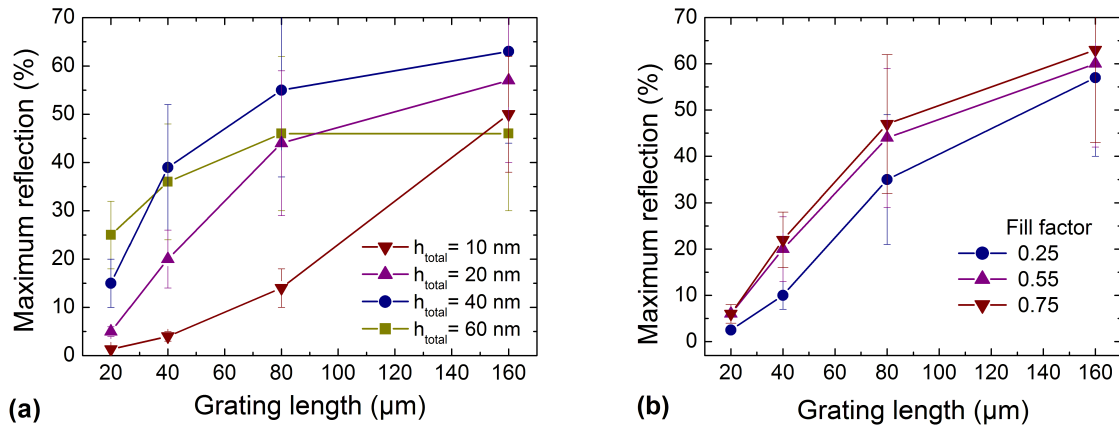 70
60
50
40
30
20
10
0
Maximum reflection (%)
h_total = 10 nm
h_total = 20 nm
h_total = 40 nm
h_total = 60 nm
20 40 60 80 100 120 140 160
Grating length (µm)
(a)
70
60
50
40
30
20
10
0
Maximum reflection (%)
Fill factor
0.25
0.55
0.75
20 40 60 80 100 120 140 160
Grating length (µm)
(b)